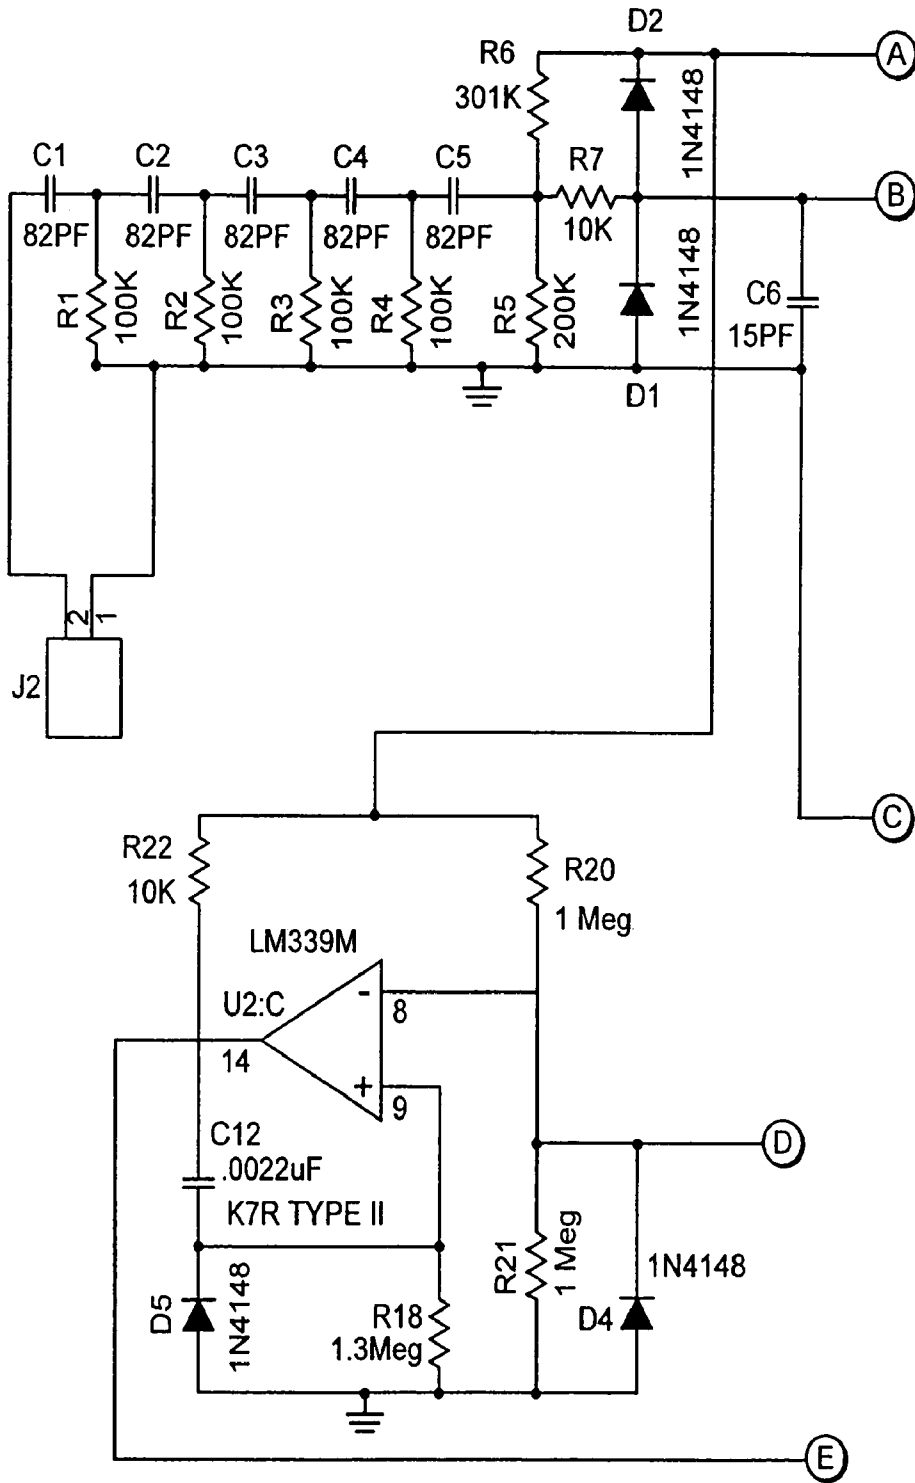 D2
R6
301K
A
1N4148
C1
C2
C3
C4
C5
R7
82PF
82PF
82PF
82PF
82PF
10K
B
R1
100K
R2
100K
R3
100K
R4
100K
R5
200K
1N4148
C6
15PF
D1
2
1
J2
C
R22
10K
R20
1 Meg
LM339M
U2:C
-
8
14
+
9
C12
.0022uF
K7R TYPE II
D
D5
1N4148
R18
1.3Meg
R21
1 Meg
1N4148
D4
E